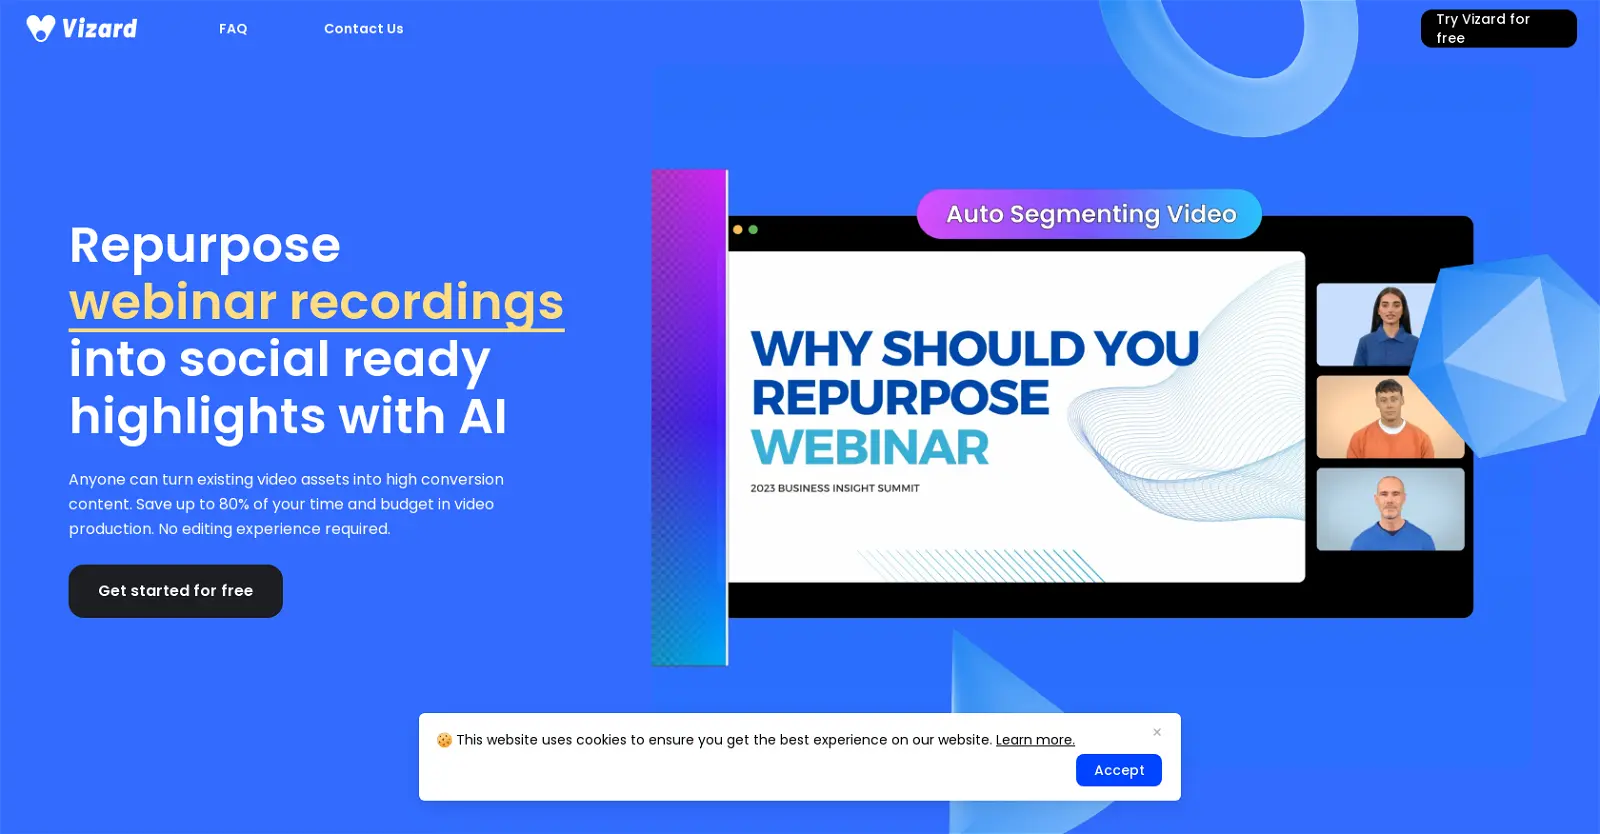 Vizard
FAQ
Contact Us
Try Vizard for
free
Repurpose
webinar recordings
into social ready
highlights with AI
Anyone can turn existing video assets into high conversion
content. Save up to 80% of your time and budget in video
production. No editing experience required.
Get started for free
Auto Segmenting Video
WHY SHOULD YOU
REPURPOSE
WEBINAR
2023 BUSINESS INSIGHT SUMMIT
🍪 This website uses cookies to ensure you get the best experience on our website. Learn more.
×
Accept